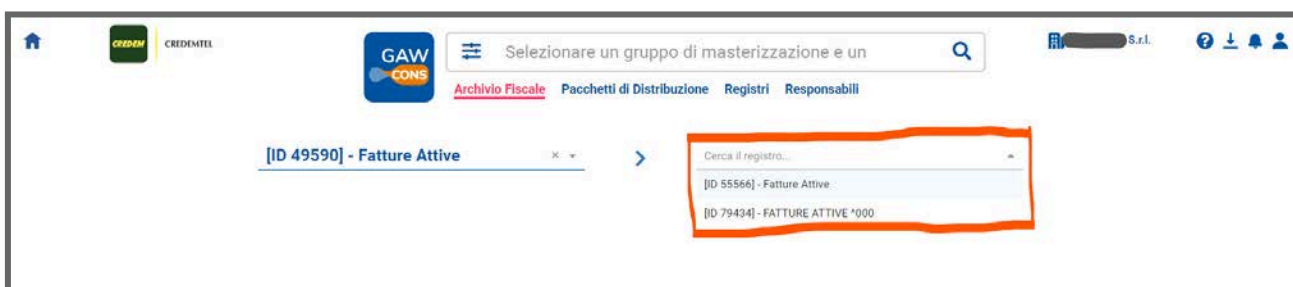 CREDEM
CREDEMTEL
GAW
CONS
Selezionare un gruppo di masterizzazione e un
S.r.l.
Archivio Fiscale Pacchetti di Distribuzione Registri Responsabili
[ID 49590] - Fatture Attive
Cerca il registro...
[ID 55566] - Fatture Attive
[ID 79434] - FATTURE ATTIVE *000